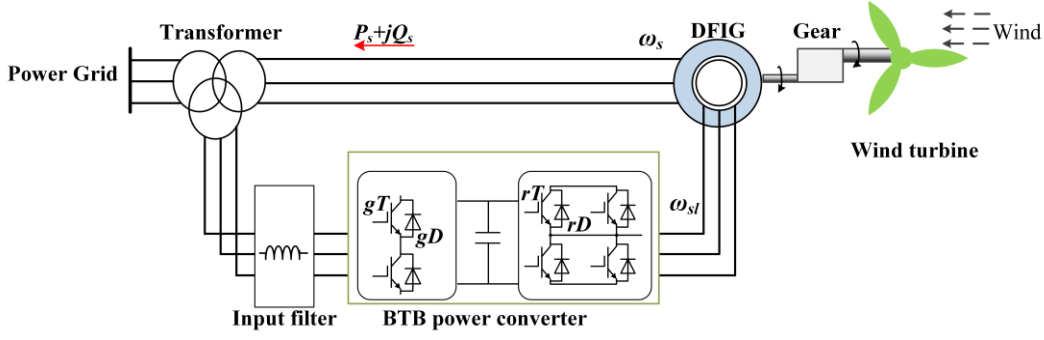 Transformer
Pₛ+jQₛ
ωₛ
DFIG
Gear
Wind
Power Grid
Wind turbine
gT
gD
rT
rD
ωₛₗ
Input filter
BTB power converter